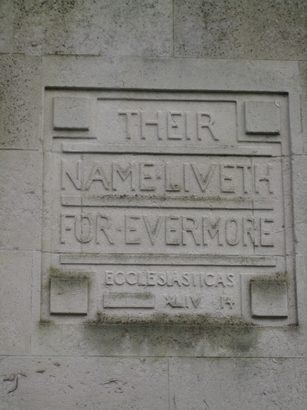 THEIR
NAME·LIVETH
FOR·EVERMORE
ECCLESIASTICAS
XLIV 14